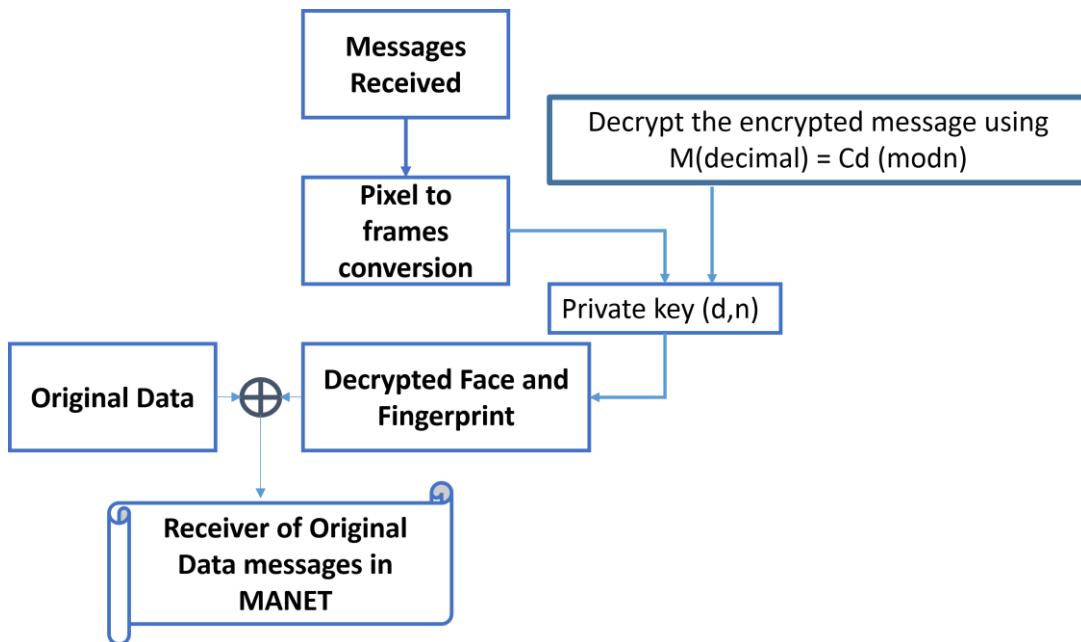 Messages
Received
Decrypt the encrypted message using
M(decimal) = Cd (modn)
Pixel to
frames
conversion
Private key (d,n)
Original Data
Decrypted Face and
Fingerprint
Receiver of Original
Data messages in
MANET